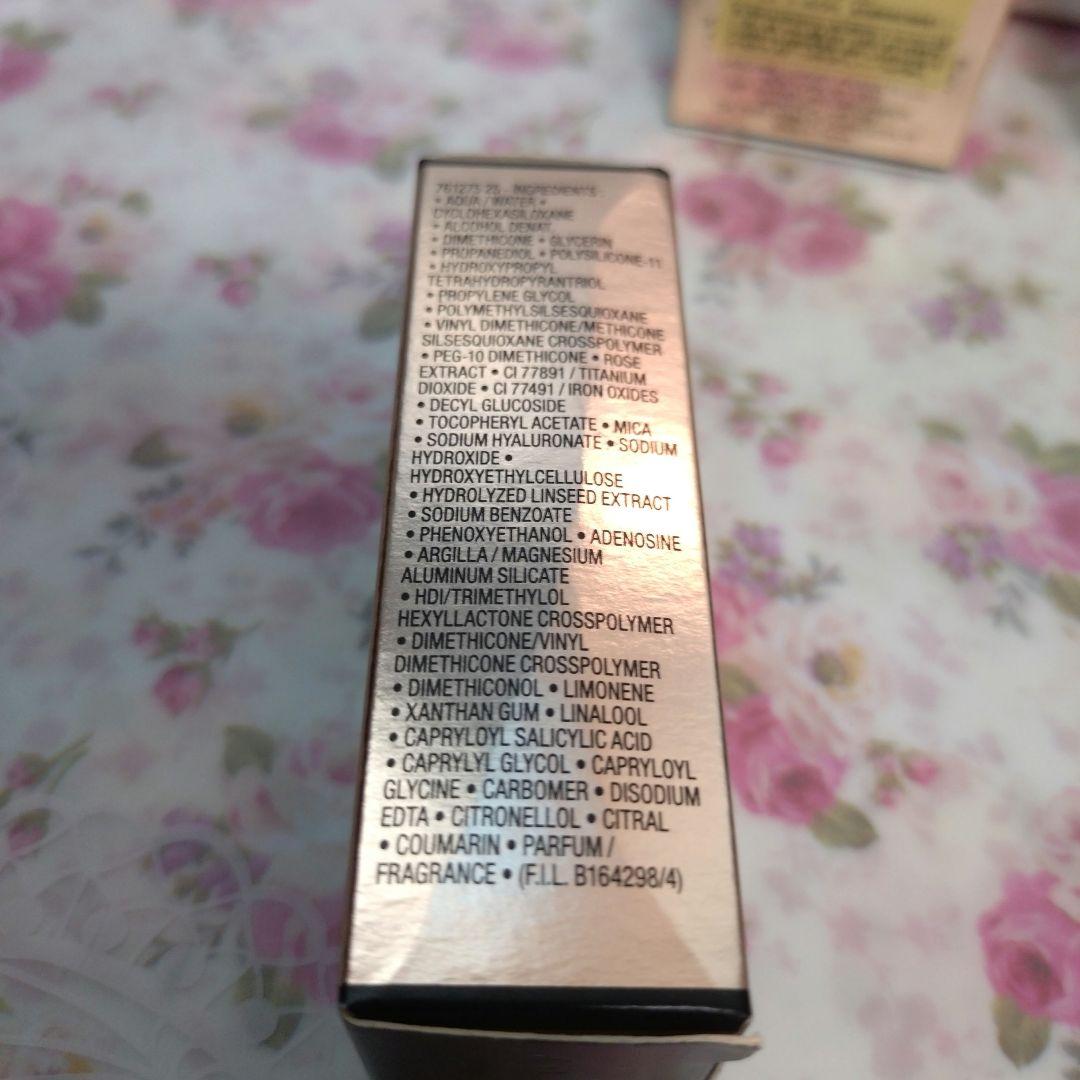 761275 25 - INGREDIENTS :
• AQUA / WATER •
CYCLOHEXASILOXANE
• ALCOHOL DENAT.
• DIMETHICONE • GLYCERIN
• PROPANEDIOL • POLYSILICONE-11
• HYDROXYPROPYL
TETRAHYDROPYRANTRIOL
• PROPYLENE GLYCOL
• POLYMETHYLSILSESQUIOXANE
• VINYL DIMETHICONE/METHICONE
SILSESQUIOXANE CROSSPOLYMER
• PEG-10 DIMETHICONE • ROSE
EXTRACT • CI 77891 / TITANIUM
DIOXIDE • CI 77491 / IRON OXIDES
• DECYL GLUCOSIDE
• TOCOPHERYL ACETATE • MICA
• SODIUM HYALURONATE • SODIUM
HYDROXIDE •
HYDROXYETHYLCELLULOSE
• HYDROLYZED LINSEED EXTRACT
• SODIUM BENZOATE
• PHENOXYETHANOL • ADENOSINE
• ARGILLA / MAGNESIUM
ALUMINUM SILICATE
• HDI/TRIMETHYLOL
HEXYLLACTONE CROSSPOLYMER
• DIMETHICONE/VINYL
DIMETHICONE CROSSPOLYMER
• DIMETHICONOL • LIMONENE
• XANTHAN GUM • LINALOOL
• CAPRYLOYL SALICYLIC ACID
• CAPRYLYL GLYCOL • CAPRYLOYL
GLYCINE • CARBOMER • DISODIUM
EDTA • CITRONELLOL • CITRAL
• COUMARIN • PARFUM /
FRAGRANCE • (F.I.L. B164298/4)